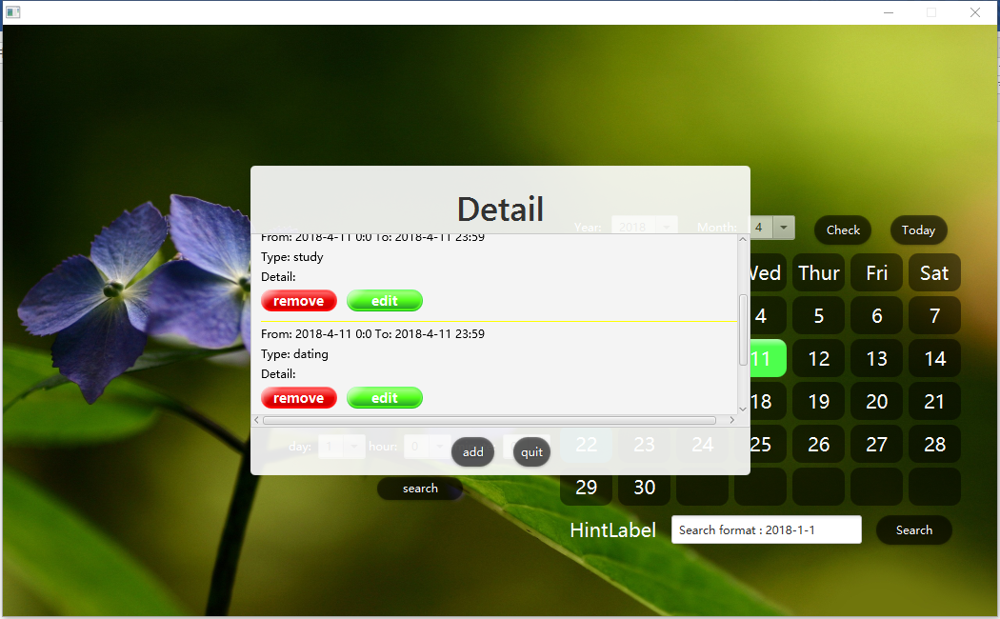 Detail
From: 2018-4-11 0:0 To: 2018-4-11 23:59
Type: study
Detail:
remove edit
From: 2018-4-11 0:0 To: 2018-4-11 23:59
Type: dating
Detail:
remove edit
add quit
Year: 2018 Month: 4 Check Today
Wed Thur Fri Sat
4 5 6 7
11 12 13 14
18 19 20 21
day: 1 hour: 0
22 23 24 25 26 27 28
search
29 30
HintLabel Search format : 2018-1-1 Search